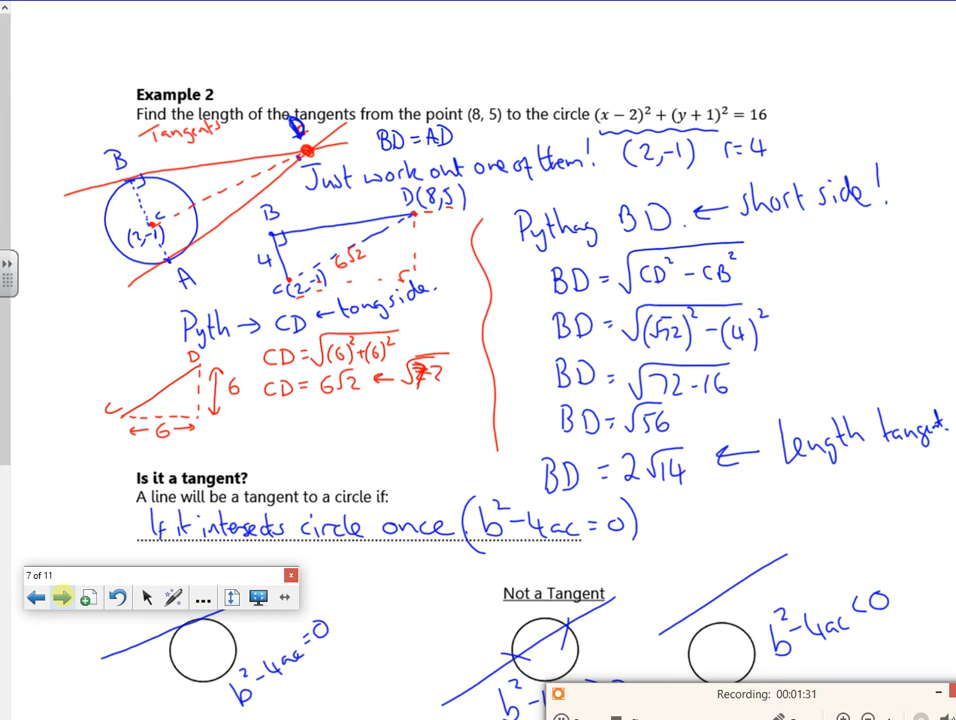 Example 2
Find the length of the tangents from the point (8, 5) to the circle (x − 2)² + (y + 1)² = 16
Tangents
D
BD = AD
Just work out one of them!
(2,-1) r = 4
B
C
(2,-1)
A
B
D(8,5)
4
6√2
C(2,-1)
Pyth → CD ← long side.
D
C
6
6
CD = √(6)²+(6)²
CD = 6√2 ← √72
Pythag BD. ← short side!
BD = √CD² - CB²
BD = √(√72)² - (4)²
BD = √72 - 16
BD = √56
BD = 2√14 ← length tangent.
Is it a tangent?
A line will be a tangent to a circle if:
If it intersects circle once (b² - 4ac = 0)
7 of 11
Not a Tangent
b² - 4ac = 0
b² - 4ac < 0
Recording: 00:01:31